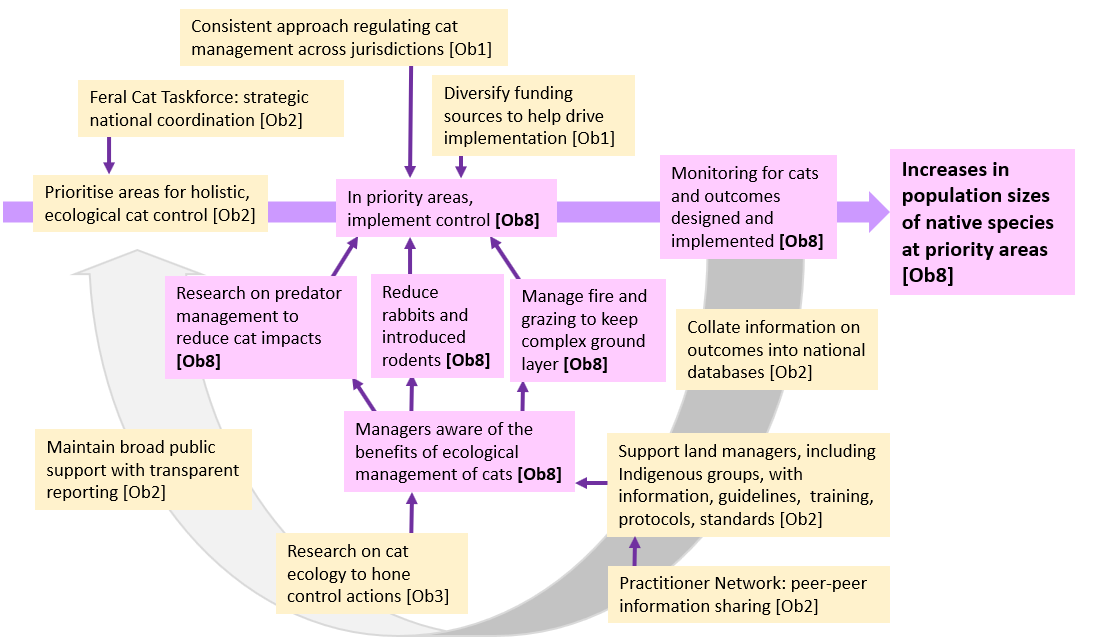 Consistent approach regulating cat
management across jurisdictions [Ob1]
Feral Cat Taskforce: strategic
national coordination [Ob2]
Diversify funding
sources to help drive
implementation [Ob1]
Prioritise areas for holistic,
ecological cat control [Ob2]
In priority areas,
implement control [Ob8]
Monitoring for cats
and outcomes
designed and
implemented [Ob8]
Increases in
population sizes
of native species
at priority areas
[Ob8]
Research on predator
management to
reduce cat impacts
[Ob8]
Reduce
rabbits and
introduced
rodents [Ob8]
Manage fire and
grazing to keep
complex ground
layer [Ob8]
Collate information on
outcomes into national
databases [Ob2]
Managers aware of the
benefits of ecological
management of cats [Ob8]
Maintain broad public
support with transparent
reporting [Ob2]
Support land managers, including
Indigenous groups, with
information, guidelines,  training,
protocols, standards [Ob2]
Research on cat
ecology to hone
control actions [Ob3]
Practitioner Network: peer-peer
information sharing [Ob2]